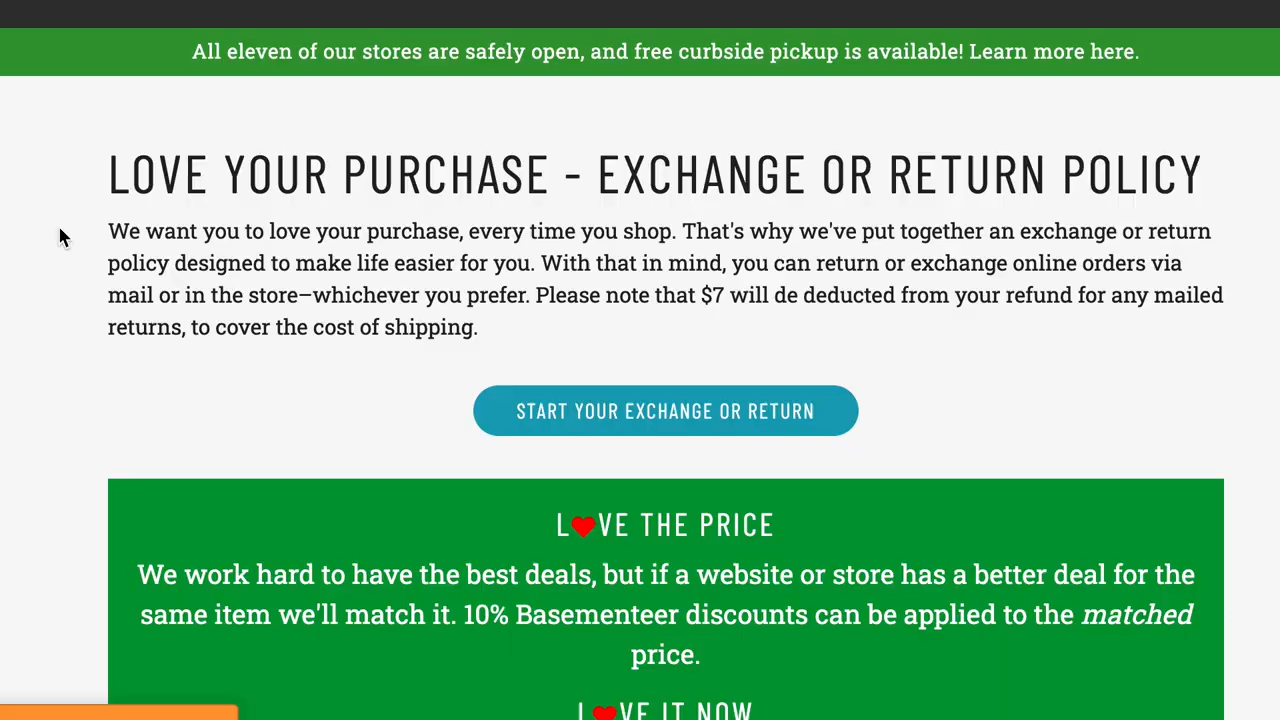 All eleven of our stores are safely open, and free curbside pickup is available! Learn more here.
LOVE YOUR PURCHASE - EXCHANGE OR RETURN POLICY
We want you to love your purchase, every time you shop. That's why we've put together an exchange or return
policy designed to make life easier for you. With that in mind, you can return or exchange online orders via
mail or in the store—whichever you prefer. Please note that $7 will de deducted from your refund for any mailed
returns, to cover the cost of shipping.
START YOUR EXCHANGE OR RETURN
L❤VE THE PRICE
We work hard to have the best deals, but if a website or store has a better deal for the
same item we'll match it. 10% Basementeer discounts can be applied to the matched
price.
L❤VE IT NOW